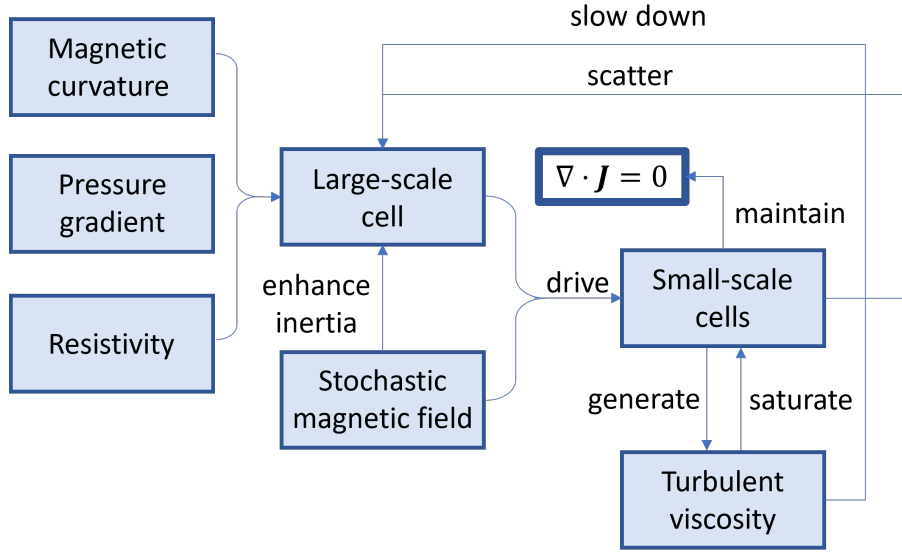 slow down
Magnetic
curvature
scatter
Pressure
gradient
Large-scale
cell
∇ · J = 0
maintain
enhance
inertia
drive
Small-scale
cells
Resistivity
Stochastic
magnetic field
generate
saturate
Turbulent
viscosity